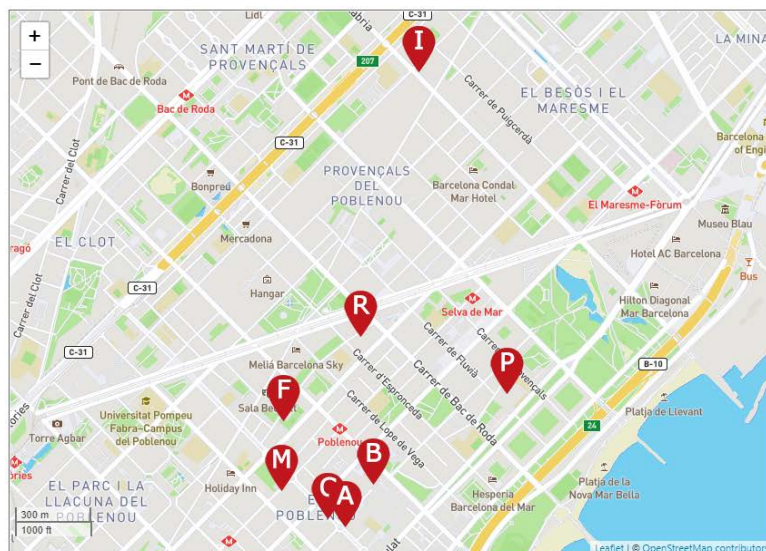 +
−
Lidl
C-31
SANT MARTÍ DE
PROVENÇALS
I
207
LA MINA
Pont de Bac de Roda
Bac de Roda
Carrer de Puigcerdà
EL BESÒS I EL
MARESME
Barcelona
of Engi
C-31
Carrer del Clot
Bonpreu
PROVENÇALS
DEL
POBLENOU
Barcelona Condal
Mar Hotel
El Maresme-Fòrum
Museu Blau
EL CLOT
Mercadona
Hotel AC Barcelona
Bus
Carrer del Clot
C-31
Hangar
R
Selva de Mar
Hilton Diagonal
Mar Barcelona
C-31
Meliá Barcelona Sky
Carrer d'Espronceda
Carrer de Fluvià
P
B-10
F
Carrer de Bac de Roda
Universitat Pompeu
Fabra-Campus
del Poblenou
Platja de Llevant
Torre Agbar
Poblenou
Carrer de Lope de Vega
24
M
B
EL PARC I LA
LLACUNA DEL
POBLENOU
Holiday Inn
A
POBLENOU
Hesperia
Barcelona del Mar
Platja de la
Nova Mar Bella
300 m
1000 ft
Leaflet | © OpenStreetMap contributors